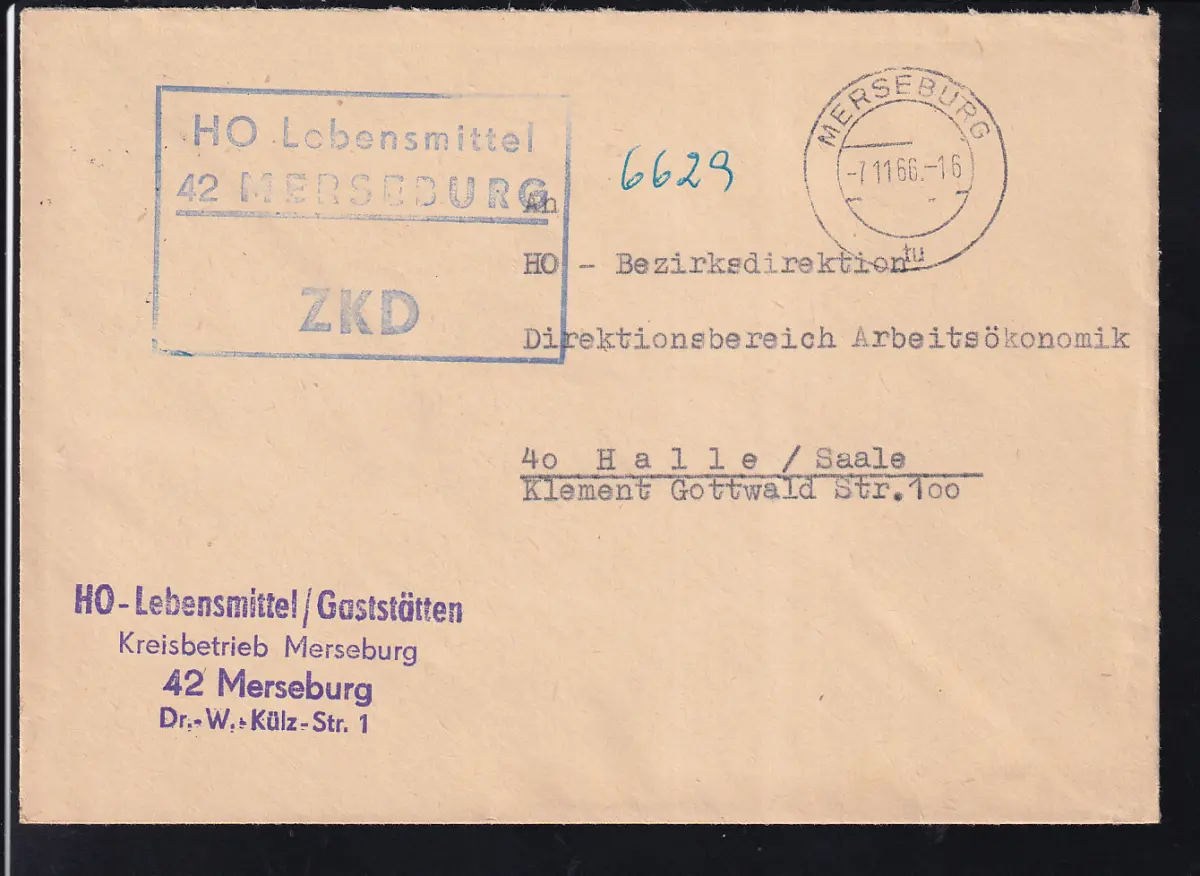 HO Lebensmittel
42 MERSEBURG
ZKD
6629
MERSEBURG
-7.11.66.-16
tu
An
HO - Bezirksdirektion
Direktionsbereich Arbeitsökonomik
4o H a l l e / Saale
Klement Gottwald Str.1oo
HO-Lebensmittel/Gaststätten
Kreisbetrieb Merseburg
42 Merseburg
Dr.-W.-Külz-Str. 1